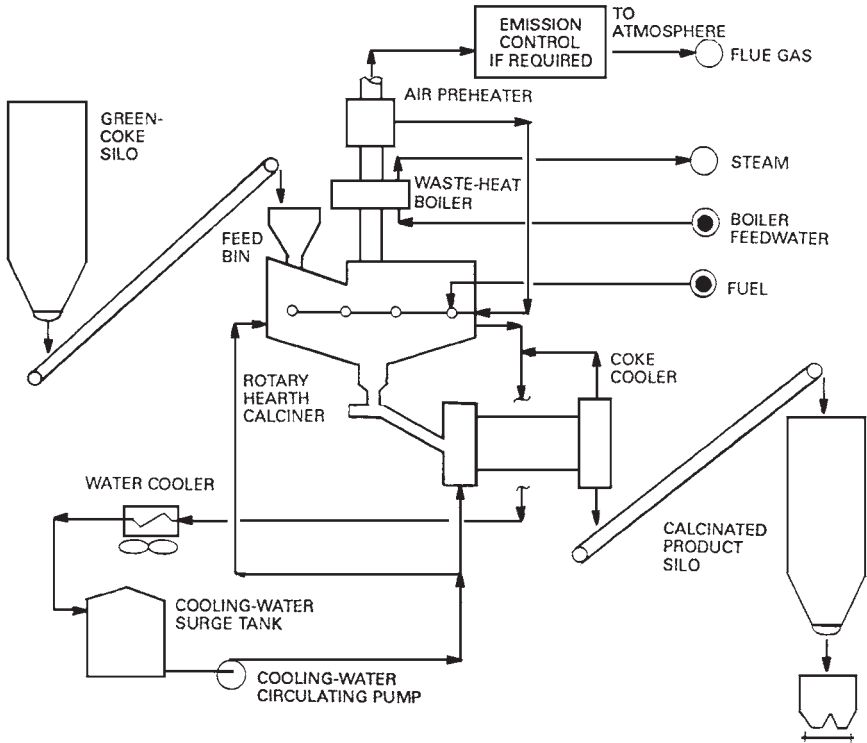 EMISSION
CONTROL
IF REQUIRED
TO
ATMOSPHERE
FLUE GAS
AIR PREHEATER
GREEN-
COKE
SILO
STEAM
WASTE-HEAT
BOILER
BOILER
FEEDWATER
FEED
BIN
FUEL
COKE
COOLER
ROTARY
HEARTH
CALCINER
WATER COOLER
CALCINATED
PRODUCT
SILO
COOLING-WATER
SURGE TANK
COOLING-WATER
CIRCULATING PUMP